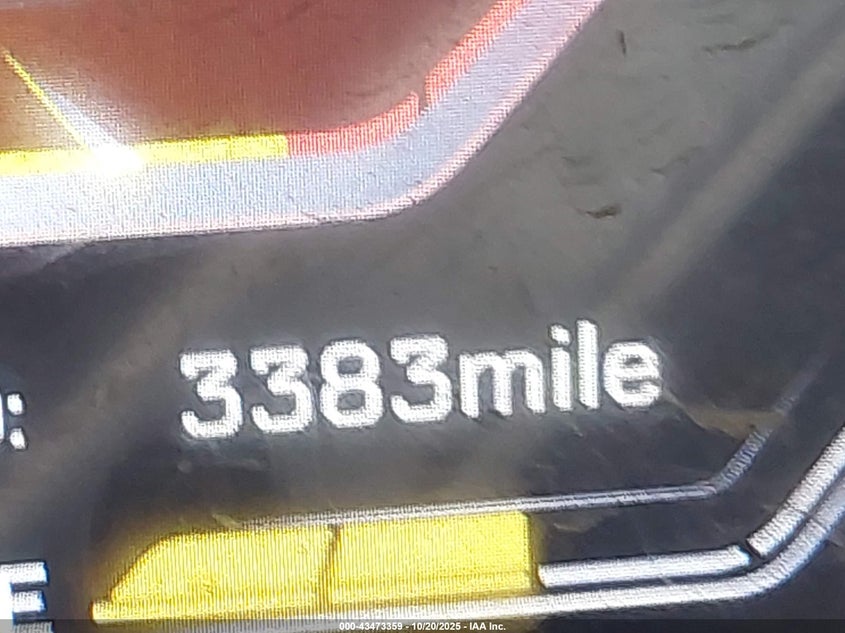 :
3383mile
E
000-43473359 - 10/20/2025 - IAA Inc.